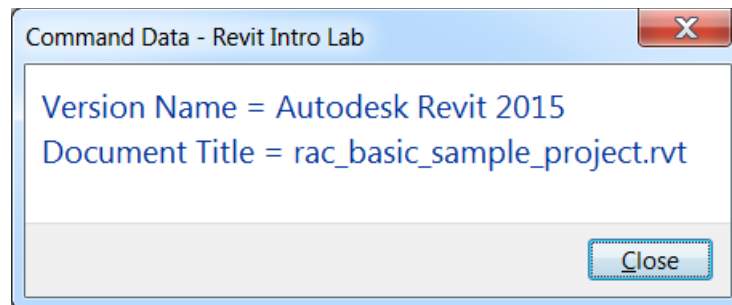 Command Data - Revit Intro Lab
Version Name = Autodesk Revit 2015
Document Title = rac_basic_sample_project.rvt
Close